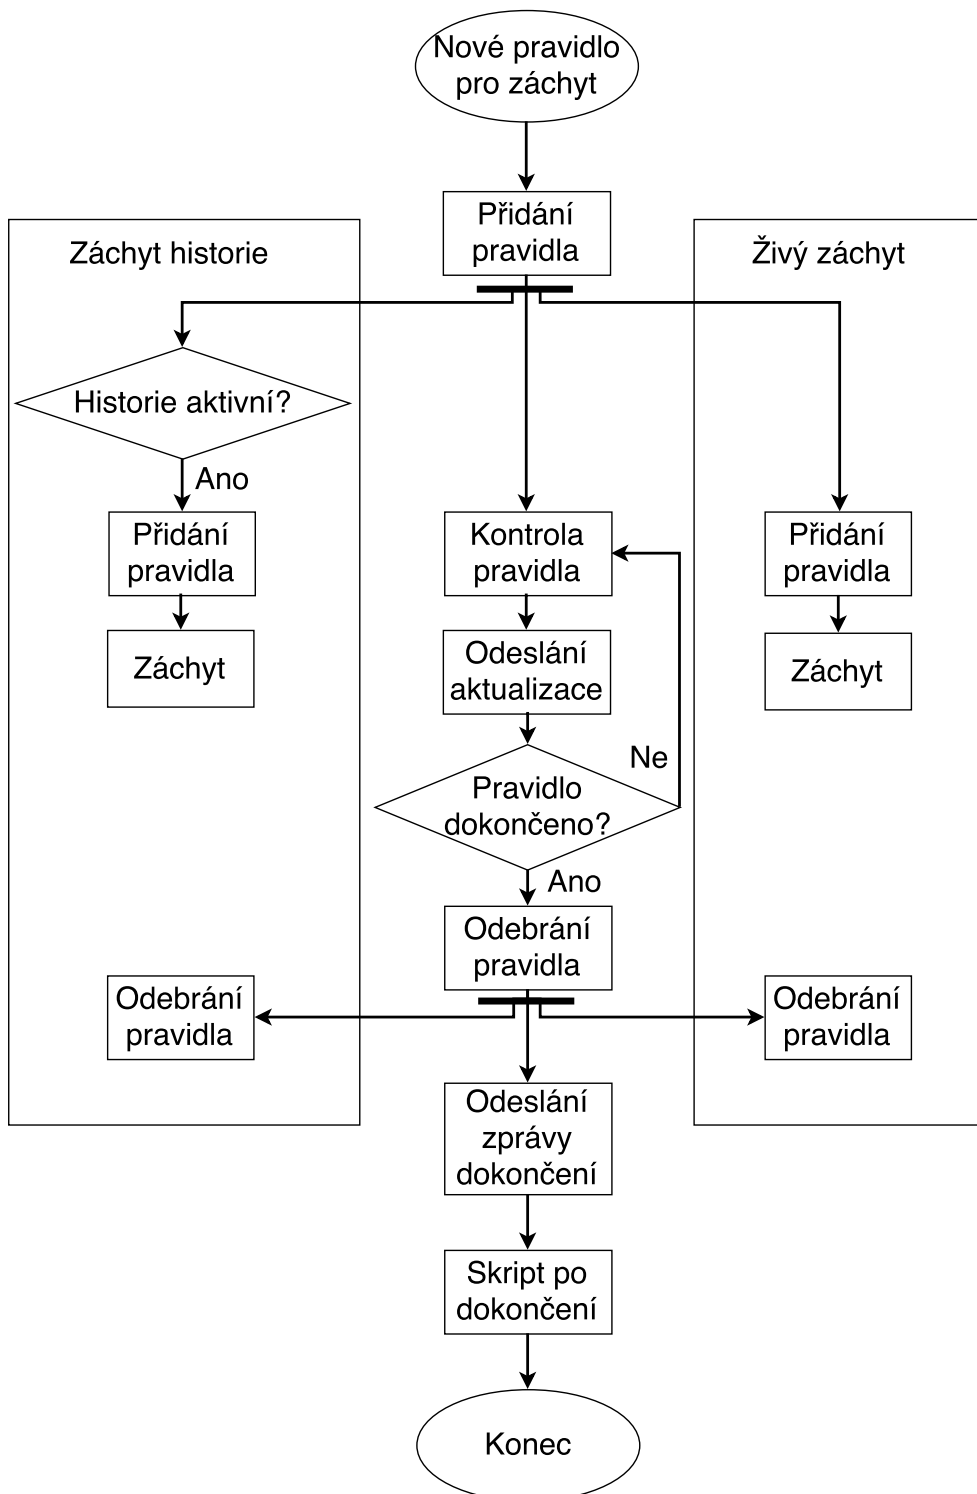 Nové pravidlo
pro záchyt
Přidání
pravidla
Záchyt historie
Živý záchyt
Historie aktivní?
Ano
Přidání
pravidla
Kontrola
pravidla
Přidání
pravidla
Záchyt
Odeslání
aktualizace
Záchyt
Ne
Pravidlo
dokončeno?
Ano
Odebrání
pravidla
Odebrání
pravidla
Odebrání
pravidla
Odeslání
zprávy
dokončení
Skript po
dokončení
Konec